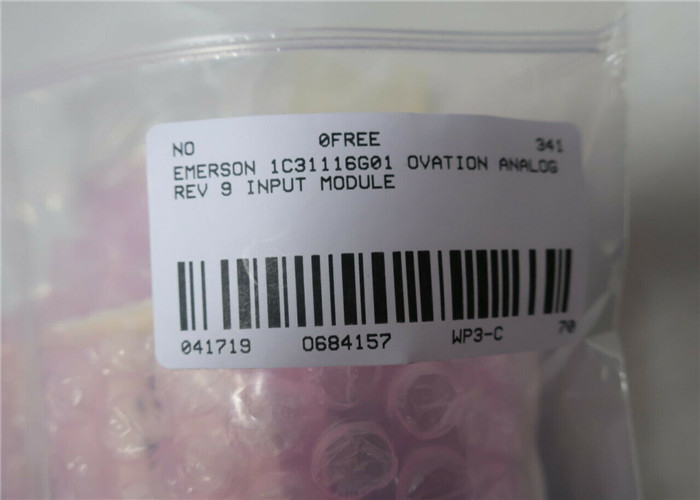 NO 0FREE 341
EMERSON 1C31116G01 OVATION ANALOG
REV 9 INPUT MODULE
041719 0684157 WP3-C 70